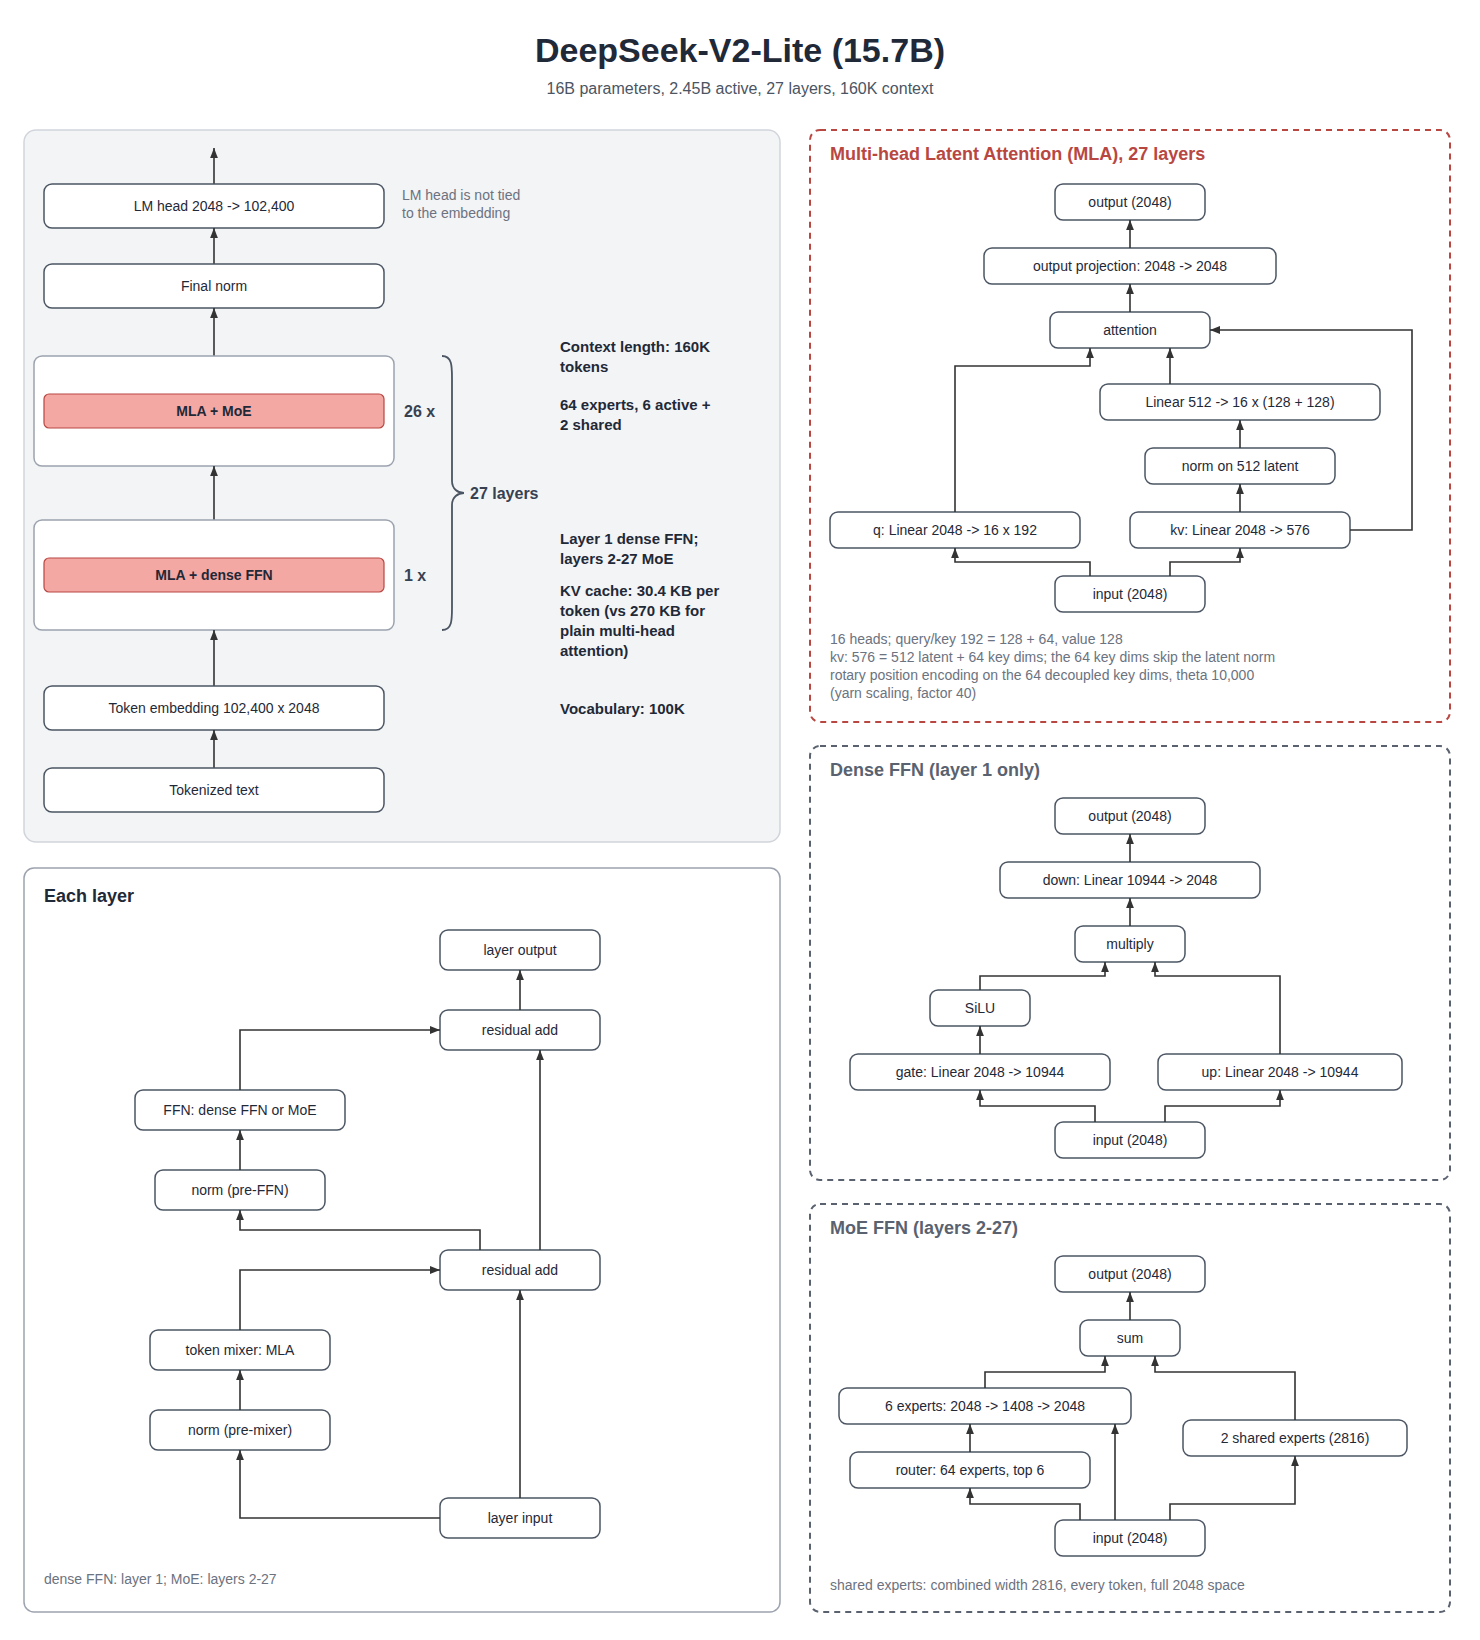 DeepSeek-V2-Lite (15.7B)
16B parameters, 2.45B active, 27 layers, 160K context
LM head 2048 -> 102,400
LM head is not tied
to the embedding
Final norm
MLA + MoE
26 x
27 layers
MLA + dense FFN
1 x
Token embedding 102,400 x 2048
Tokenized text
Context length: 160K
tokens
64 experts, 6 active +
2 shared
Layer 1 dense FFN;
layers 2-27 MoE
KV cache: 30.4 KB per
token (vs 270 KB for
plain multi-head
attention)
Vocabulary: 100K
Each layer
layer output
residual add
FFN: dense FFN or MoE
norm (pre-FFN)
residual add
token mixer: MLA
norm (pre-mixer)
layer input
dense FFN: layer 1; MoE: layers 2-27
Multi-head Latent Attention (MLA), 27 layers
output (2048)
output projection: 2048 -> 2048
attention
Linear 512 -> 16 x (128 + 128)
norm on 512 latent
q: Linear 2048 -> 16 x 192
kv: Linear 2048 -> 576
input (2048)
16 heads; query/key 192 = 128 + 64, value 128
kv: 576 = 512 latent + 64 key dims; the 64 key dims skip the latent norm
rotary position encoding on the 64 decoupled key dims, theta 10,000
(yarn scaling, factor 40)
Dense FFN (layer 1 only)
output (2048)
down: Linear 10944 -> 2048
multiply
SiLU
gate: Linear 2048 -> 10944
up: Linear 2048 -> 10944
input (2048)
MoE FFN (layers 2-27)
output (2048)
sum
6 experts: 2048 -> 1408 -> 2048
2 shared experts (2816)
router: 64 experts, top 6
input (2048)
shared experts: combined width 2816, every token, full 2048 space